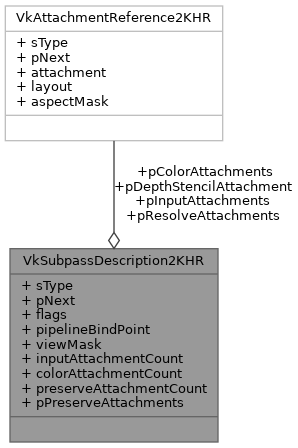 VkAttachmentReference2KHR
+ sType
+ pNext
+ attachment
+ layout
+ aspectMask
+pColorAttachments
+pDepthStencilAttachment
+pInputAttachments
+pResolveAttachments
VkSubpassDescription2KHR
+ sType
+ pNext
+ flags
+ pipelineBindPoint
+ viewMask
+ inputAttachmentCount
+ colorAttachmentCount
+ preserveAttachmentCount
+ pPreserveAttachments